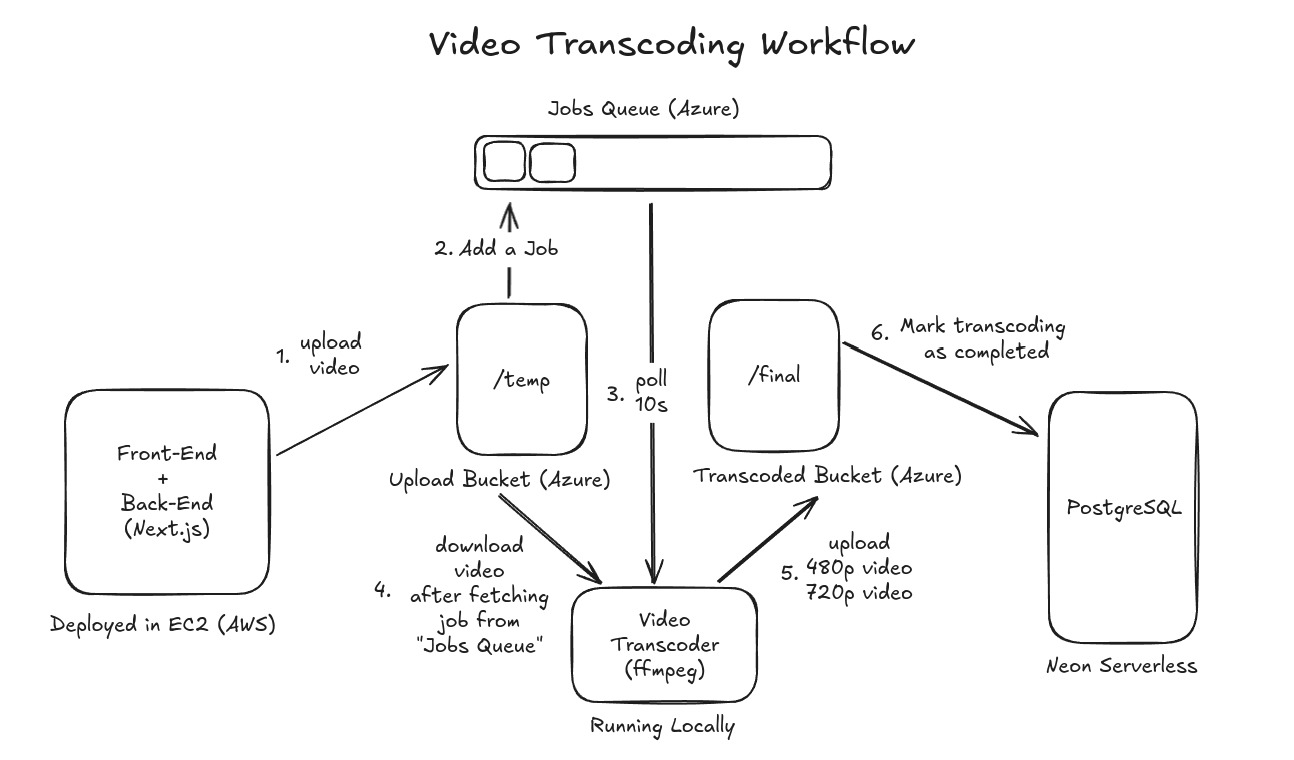 Video Transcoding Workflow
Jobs Queue (Azure)
2. Add a Job
1. upload
video
/temp
3. poll
10s
/final
6. Mark transcoding
as completed
Front-End
+
Back-End
(Next.js)
Deployed in EC2 (AWS)
Upload Bucket (Azure)
Transcoded Bucket (Azure)
PostgreSQL
Neon Serverless
download
video
4. after fetching
job from
"Jobs Queue"
upload
5. 480p video
720p video
Video
Transcoder
(ffmpeg)
Running Locally